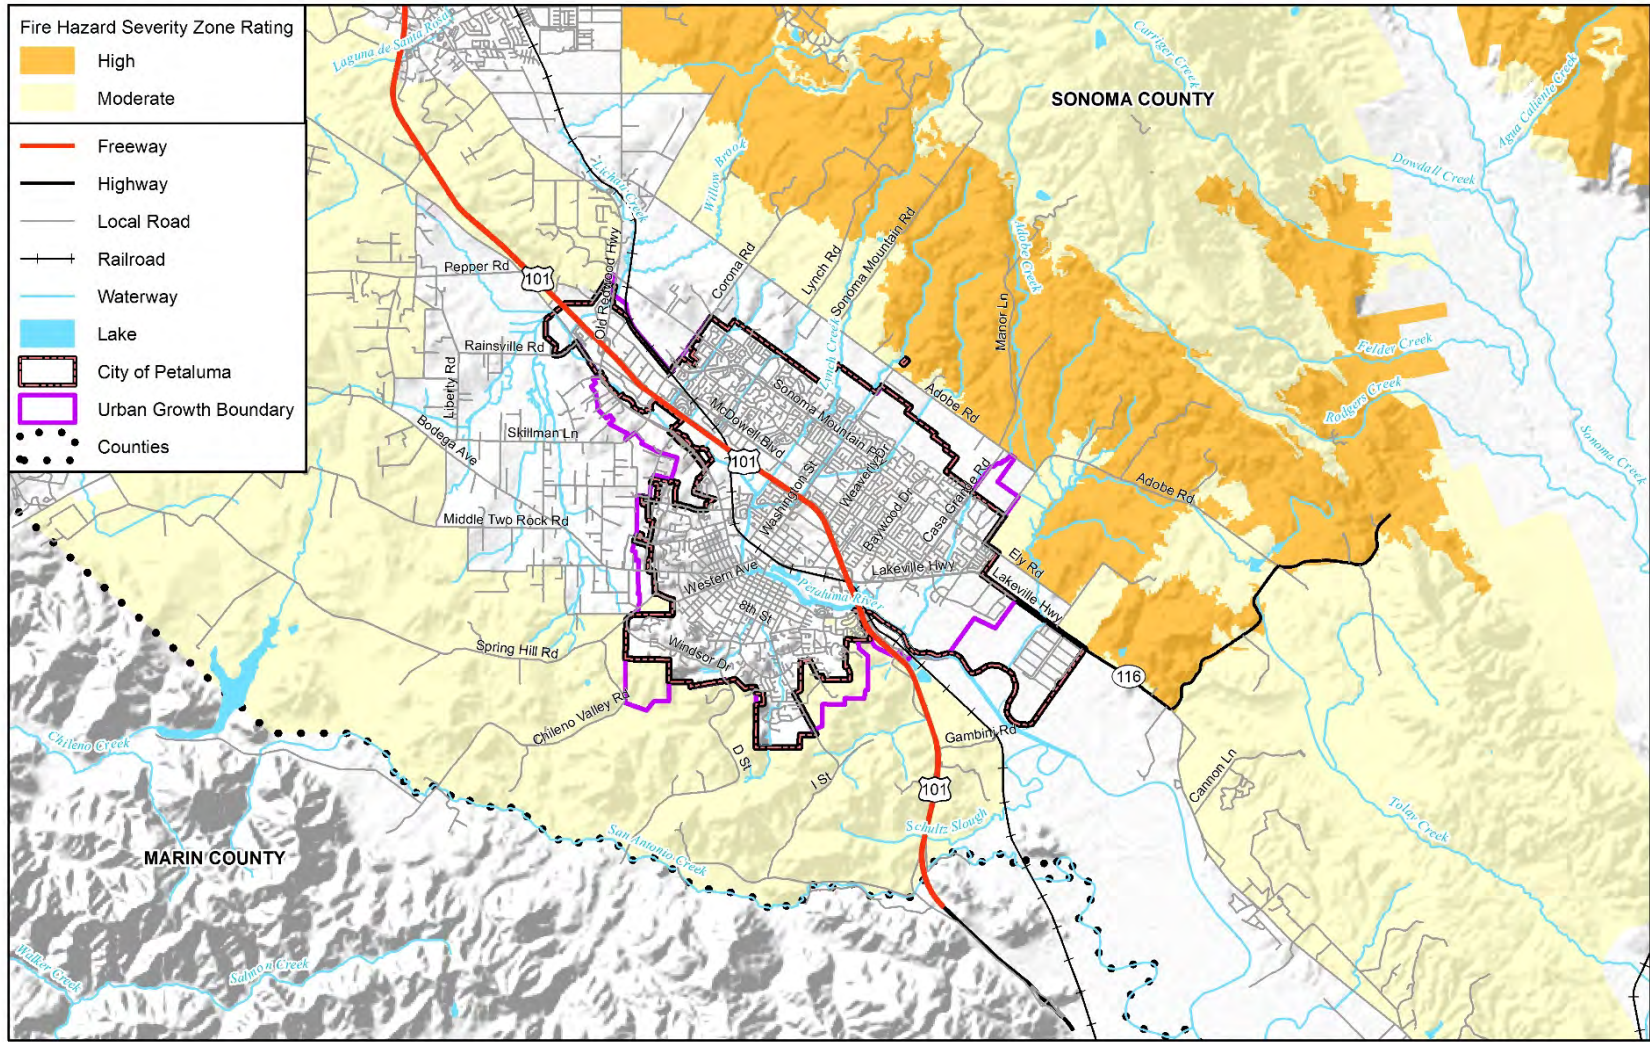 Fire Hazard Severity Zone Rating
High
Moderate
Freeway
Highway
Local Road
Railroad
Waterway
Lake
City of Petaluma
Urban Growth Boundary
Counties
Laguna de Santa Rosa
Carriger Creek
SONOMA COUNTY
Agua Caliente Creek
Dowdall Creek
Willow Brook
Lichau Creek
Old Redwood Hwy
Pepper Rd
101
Corona Rd
Lynch Rd
Sonoma Mountain Rd
Adobe Creek
Manor Ln
Felder Creek
Rodgers Creek
Sonoma Creek
Rainsville Rd
Liberty Rd
Lynch Creek
Adobe Rd
Bodega Ave
Skillman Ln
McDowell Blvd
Sonoma Mountain Pky
101
Washington St
Weaverly Dr
Baywood Dr
Casa Grande Rd
Adobe Rd
Middle Two Rock Rd
Western Ave
Lakeville Hwy
Ely Rd
Lakeville Hwy
Petaluma River
8th St
Spring Hill Rd
Windsor Dr
116
Chileno Valley Rd
Chileno Creek
D St
I St
Gambini Rd
101
Cannon Ln
Schultz Slough
Tolay Creek
San Antonio Creek
MARIN COUNTY
Walker Creek
Salmon Creek